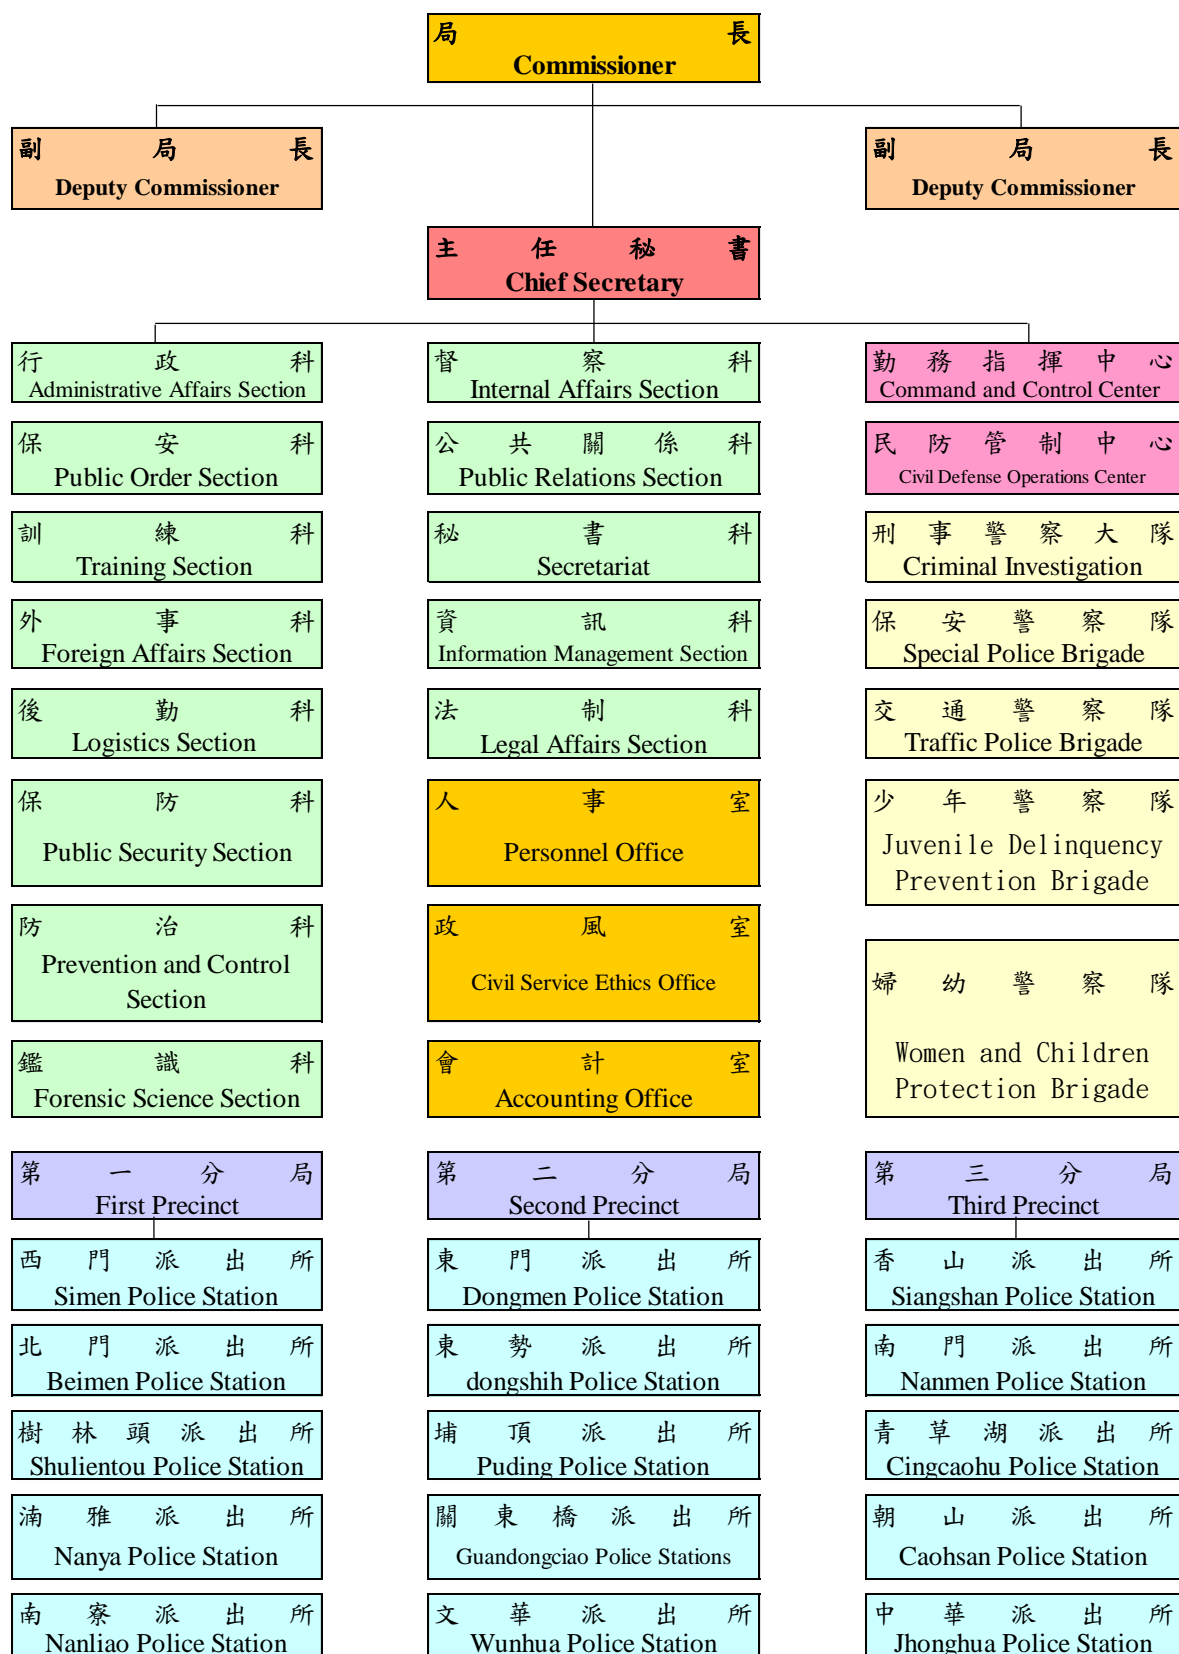 局長
Commissioner
副局長
Deputy Commissioner
副局長
Deputy Commissioner
主任秘書
Chief Secretary
行政科
Administrative Affairs Section
督察科
Internal Affairs Section
勤務指揮中心
Command and Control Center
保安科
Public Order Section
公共關係科
Public Relations Section
民防管制中心
Civil Defense Operations Center
訓練科
Training Section
秘書科
Secretariat
刑事警察大隊
Criminal Investigation
外事科
Foreign Affairs Section
資訊科
Information Management Section
保安警察隊
Special Police Brigade
後勤科
Logistics Section
法制科
Legal Affairs Section
交通警察隊
Traffic Police Brigade
保防科
Public Security Section
人事室
Personnel Office
少年警察隊
Juvenile Delinquency
Prevention Brigade
防治科
Prevention and Control
Section
政風室
Civil Service Ethics Office
婦幼警察隊
Women and Children
Protection Brigade
鑑識科
Forensic Science Section
會計室
Accounting Office
第一分局
First Precinct
第二分局
Second Precinct
第三分局
Third Precinct
西門派出所
Simen Police Station
東門派出所
Dongmen Police Station
香山派出所
Siangshan Police Station
北門派出所
Beimen Police Station
東勢派出所
dongshih Police Station
南門派出所
Nanmen Police Station
樹林頭派出所
Shulientou Police Station
埔頂派出所
Puding Police Station
青草湖派出所
Cingcaohu Police Station
湳雅派出所
Nanya Police Station
關東橋派出所
Guandongciao Police Stations
朝山派出所
Caohsan Police Station
南寮派出所
Nanliao Police Station
文華派出所
Wunhua Police Station
中華派出所
Jhonghua Police Station